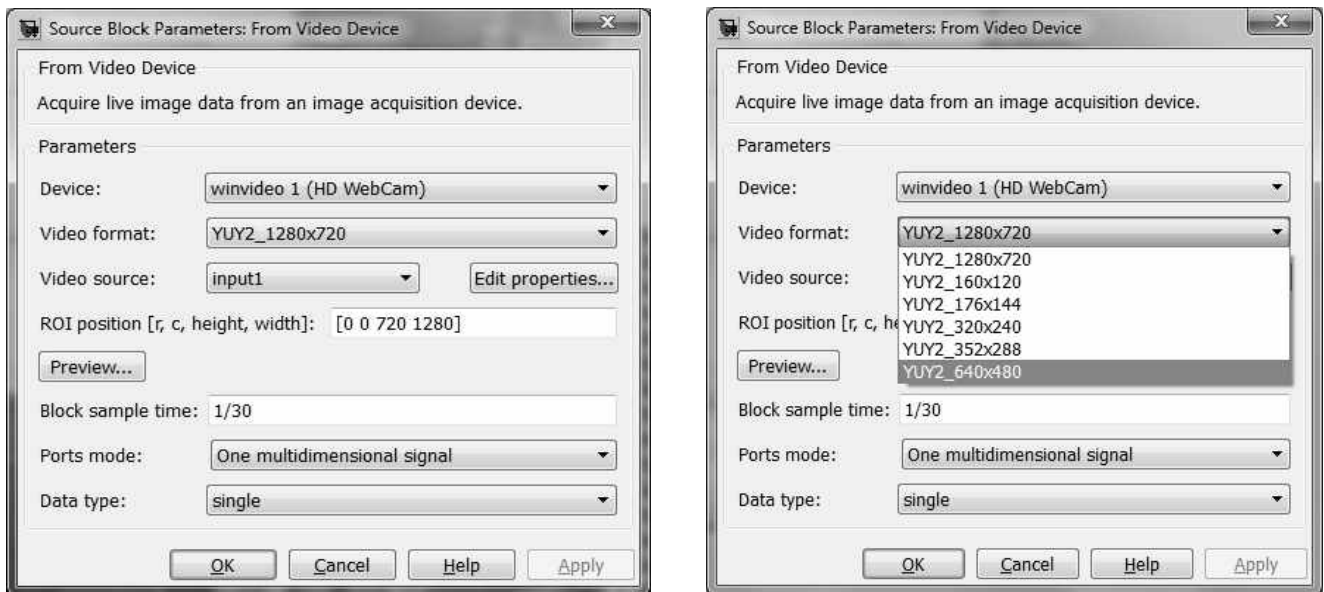 Source Block Parameters: From Video Device
From Video Device
Acquire live image data from an image acquisition device.
Parameters
Device: winvideo 1 (HD WebCam)
Video format: YUY2_1280x720
Video source: input1 Edit properties...
ROI position [r, c, height, width]: [0 0 720 1280]
Preview...
Block sample time: 1/30
Ports mode: One multidimensional signal
Data type: single
OK Cancel Help Apply
Source Block Parameters: From Video Device
From Video Device
Acquire live image data from an image acquisition device.
Parameters
Device: winvideo 1 (HD WebCam)
Video format: YUY2_1280x720
YUY2_1280x720
Video source: YUY2_160x120
YUY2_176x144
ROI position [r, c, he YUY2_320x240
YUY2_352x288
Preview... YUY2_640x480
Block sample time: 1/30
Ports mode: One multidimensional signal
Data type: single
OK Cancel Help Apply